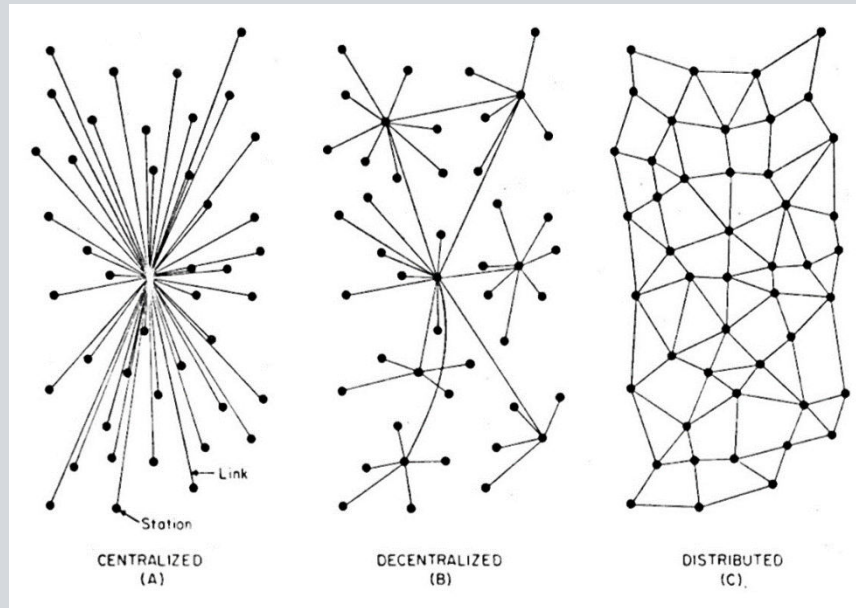 Link
Station
CENTRALIZED
(A)
DECENTRALIZED
(B)
DISTRIBUTED
(C)